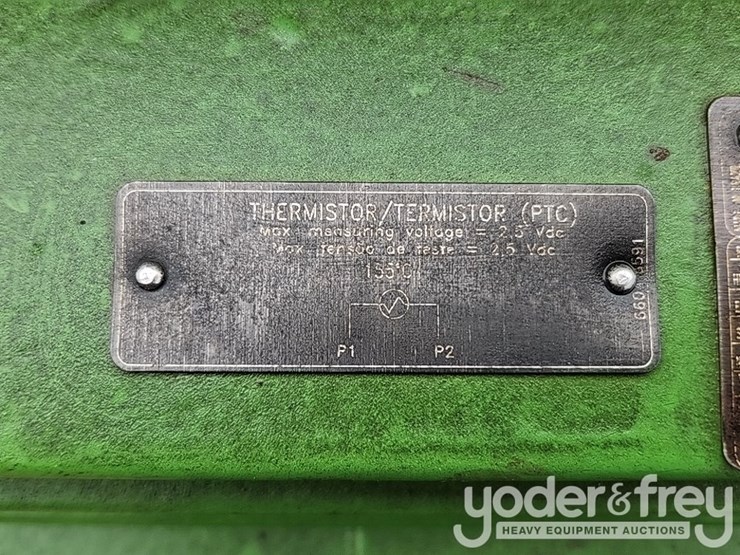 THERMISTOR/TERMISTOR (PTC)
Max. mensuring voltage = 2,5 Vdc
Max. Tensão de teste = 2,5 Vdc
155°C
P1 P2
yoder&frey
HEAVY EQUIPMENT AUCTIONS